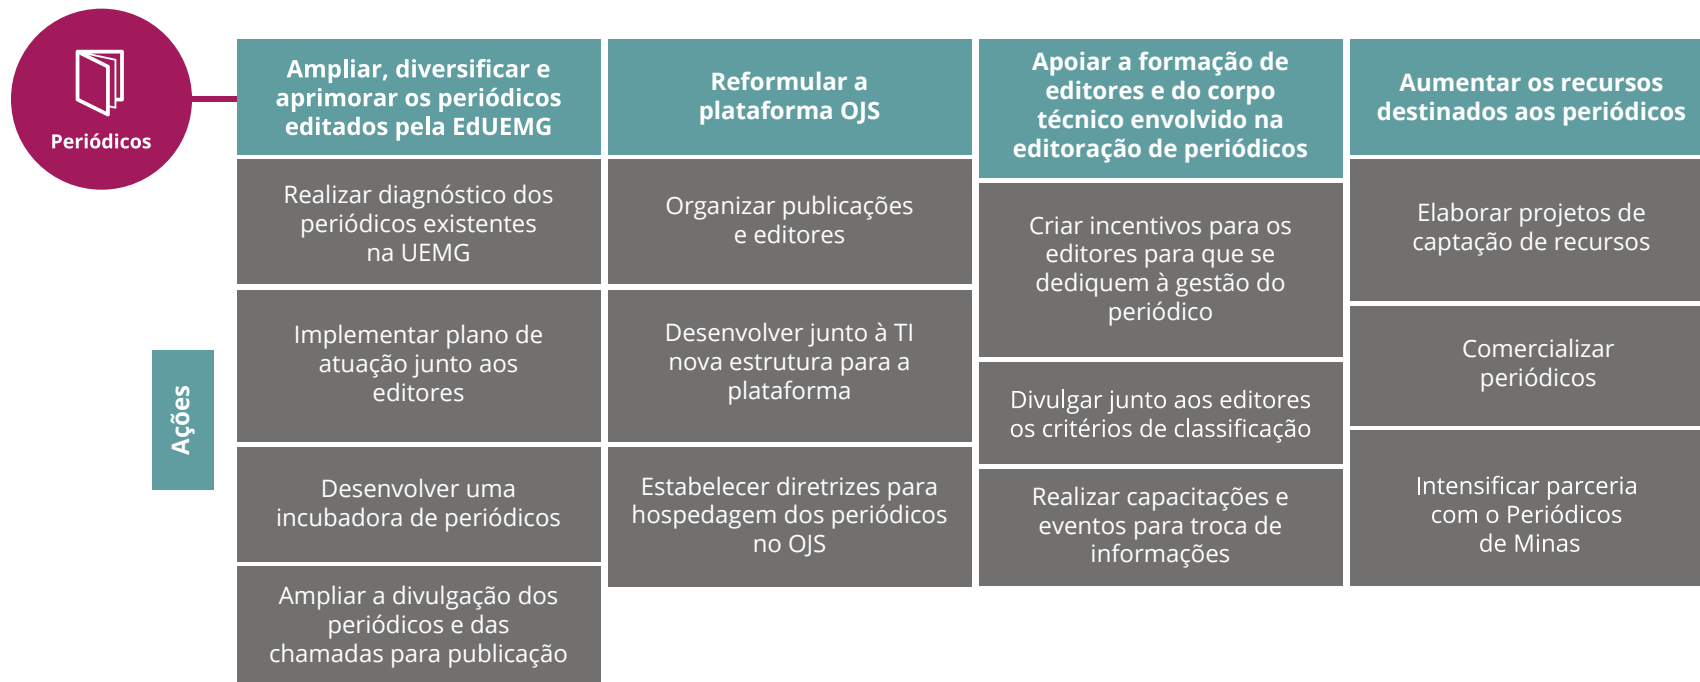 Periódicos
Ampliar, diversificar e
aprimorar os periódicos
editados pela EdUEMG
Reformular a
plataforma OJS
Apoiar a formação de
editores e do corpo
técnico envolvido na
editoração de periódicos
Aumentar os recursos
destinados aos periódicos
Ações
Realizar diagnóstico dos
periódicos existentes
na UEMG
Implementar plano de
atuação junto aos
editores
Desenvolver uma
incubadora de periódicos
Ampliar a divulgação dos
periódicos e das
chamadas para publicação
Organizar publicações
e editores
Desenvolver junto à TI
nova estrutura para a
plataforma
Estabelecer diretrizes para
hospedagem dos periódicos
no OJS
Criar incentivos para os
editores para que se
dediquem à gestão do
periódico
Divulgar junto aos editores
os critérios de classificação
Realizar capacitações e
eventos para troca de
informações
Elaborar projetos de
captação de recursos
Comercializar
periódicos
Intensificar parceria
com o Periódicos
de Minas